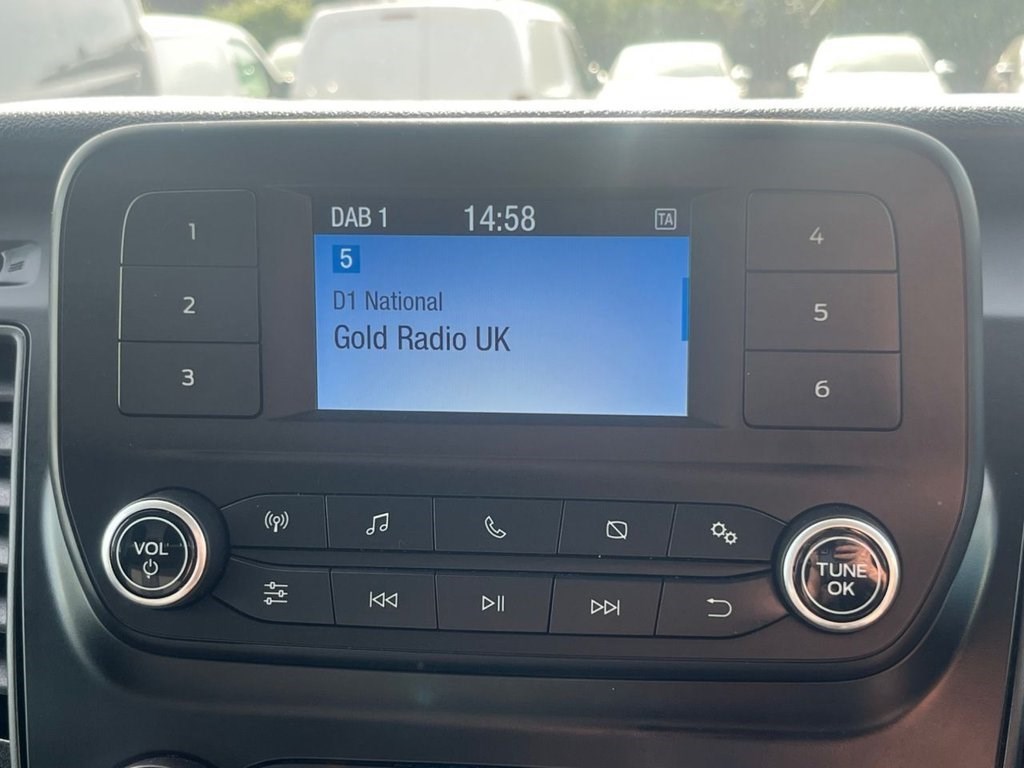 DAB 1 14:58 TA
5
D1 National
Gold Radio UK
1
2
3
4
5
6
VOL
TUNE
OK